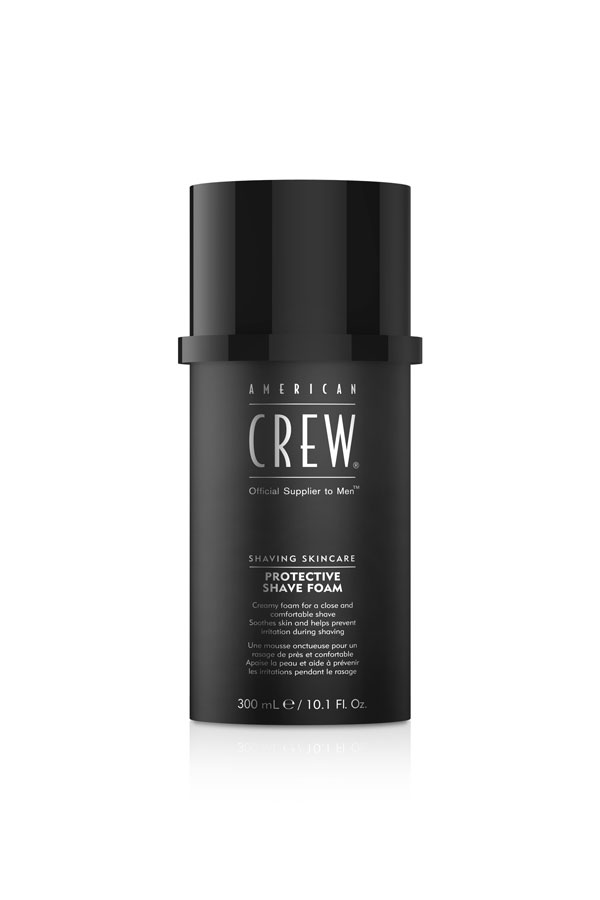 AMERICAN
CREW®
Official Supplier to Men™
SHAVING SKINCARE
PROTECTIVE
SHAVE FOAM
Creamy foam for a close and
comfortable shave
Soothes skin and helps prevent
irritation during shaving
Une mousse onctueuse pour un
rasage de près et confortable
Apaise la peau et aide à prévenir
les irritations pendant le rasage
300 mL ℮ / 10.1 Fl. Oz.